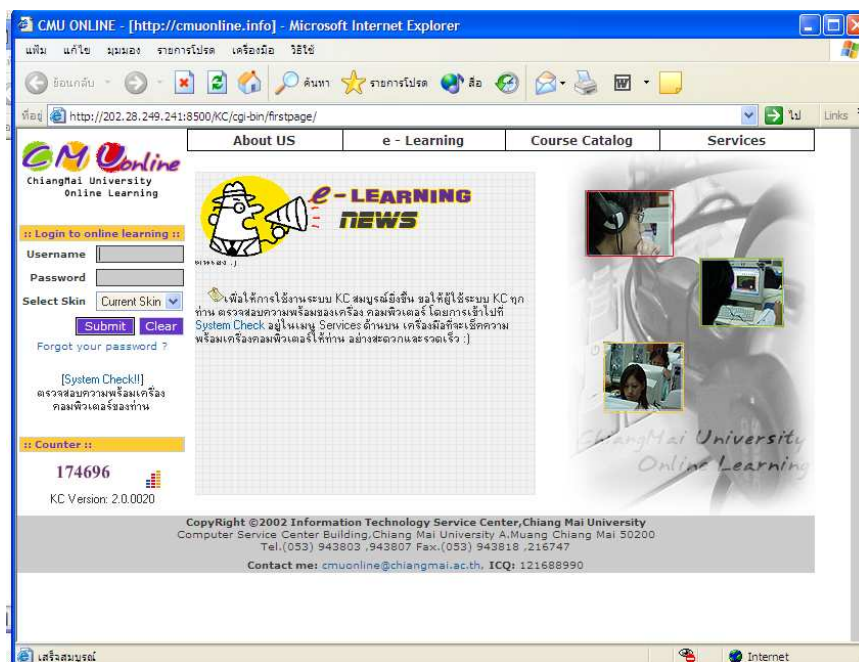 CMU ONLINE - [http://cmuonline.info] - Microsoft Internet Explorer
แฟ้ม แก้ไข มุมมอง รายการโปรด เครื่องมือ วิธีใช้
ย้อนกลับ ค้นหา รายการโปรด สื่อ
ที่อยู่ http://202.28.249.241:8500/KC/cgi-bin/firstpage/ ไป Links
CMU online
ChiangMai University
Online Learning
About US e - Learning Course Catalog Services
:: Login to online learning ::
Username
Password
Select Skin Current Skin
Submit Clear
Forgot your password ?
[System Check!!]
ตรวจสอบความพร้อมเครื่อง
คอมพิวเตอร์ของท่าน
:: Counter ::
174696
KC Version: 2.0.0020
e - LEARNING
NEWS
เพื่อให้การใช้งานระบบ KC สมบูรณ์ยิ่งขึ้น ขอให้ผู้ใช้ระบบ KC ทุก
ท่าน ตรวจสอบความพร้อมของเครื่อง คอมพิวเตอร์ โดยการเข้าไปที่
System Check อยู่ในเมนู Services ด้านบน เครื่องมือที่จะเช็คความ
พร้อมเครื่องคอมพิวเตอร์ให้ท่าน อย่างสะดวกและรวดเร็ว :)
ChiangMai University
Online Learning
CopyRight ©2002 Information Technology Service Center,Chiang Mai University
Computer Service Center Building,Chiang Mai University A.Muang Chiang Mai 50200
Tel.(053) 943803 ,943807 Fax.(053) 943818 ,216747
Contact me: cmuonline@chiangmai.ac.th, ICQ: 121688990
เสร็จสมบูรณ์ Internet